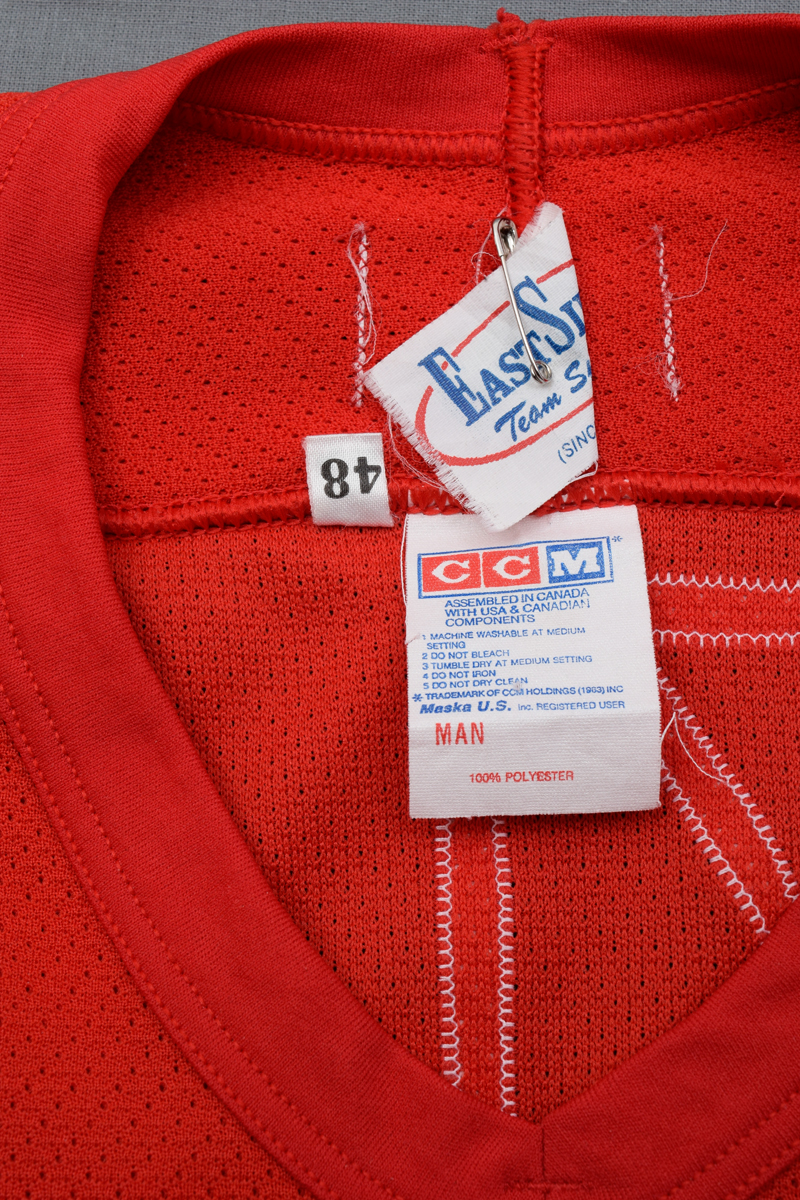 EAST
Team
(SINC
48
CCM*
ASSEMBLED IN CANADA
WITH USA & CANADIAN
COMPONENTS
1 MACHINE WASHABLE AT MEDIUM
SETTING
2 DO NOT BLEACH
3 TUMBLE DRY AT MEDIUM SETTING
4 DO NOT IRON
5 DO NOT DRY CLEAN
* TRADEMARK OF CCM HOLDINGS (1983) INC
Maska U.S. Inc. REGISTERED USER
MAN
100% POLYESTER